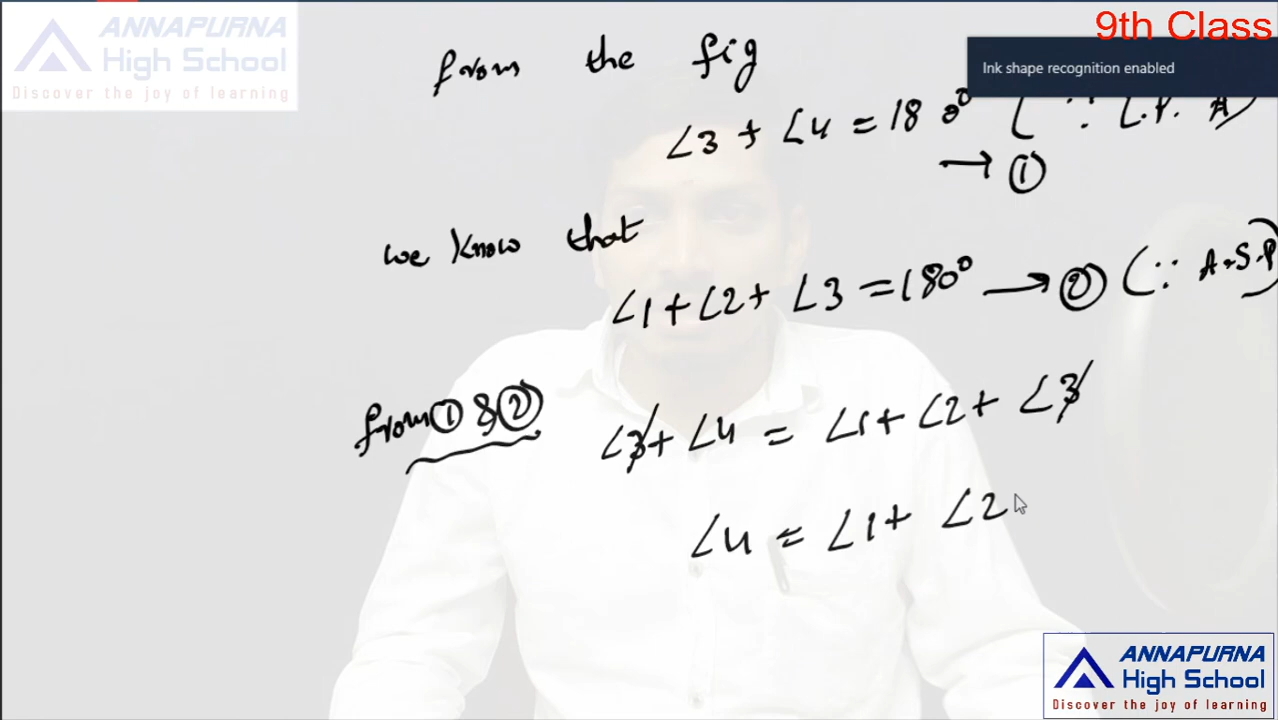 ANNAPURNA
High School
Discover the joy of learning
9th Class
Ink shape recognition enabled
from the fig
∠3 + ∠4 = 180° (∵ L.P. A)
→ ①
we know that
∠1 + ∠2 + ∠3 = 180° → ② (∵ A.S.P)
from ① & ② ∠3 + ∠4 = ∠1 + ∠2 + ∠3
∠4 = ∠1 + ∠2
ANNAPURNA
High School
Discover the joy of learning